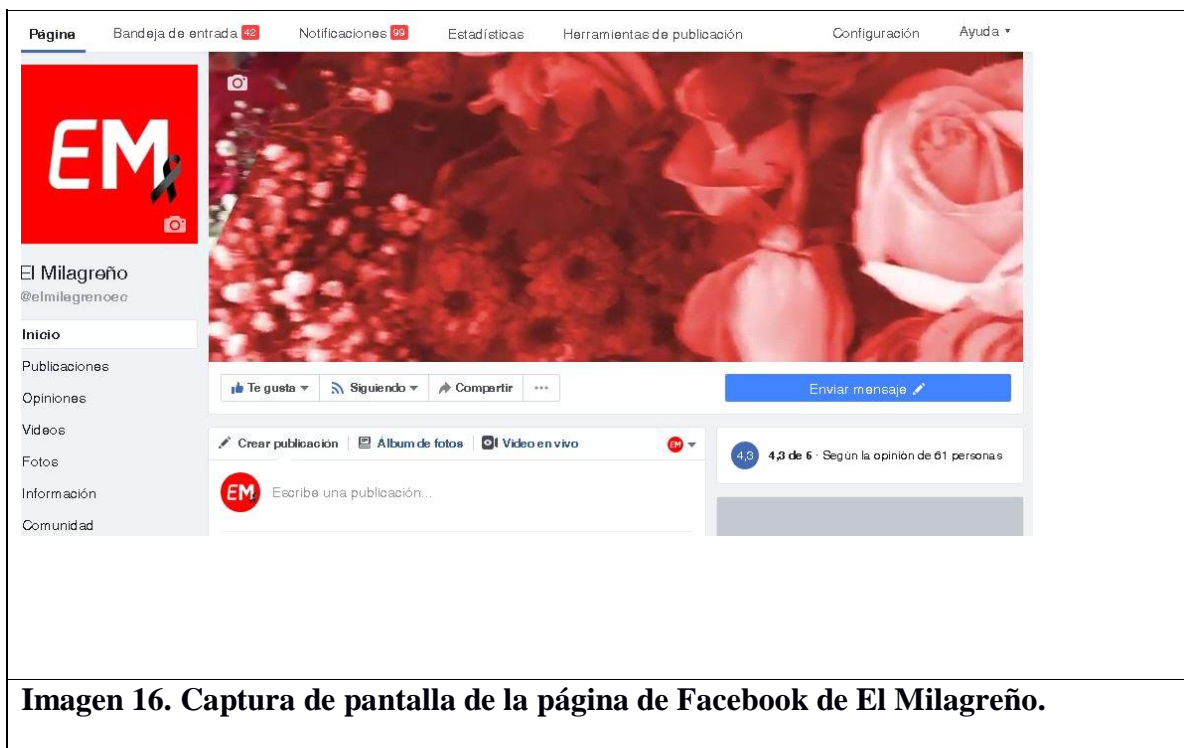 Página Bandeja de entrada 42 Notificaciones 99 Estadísticas Herramientas de publicación Configuración Ayuda
EM
El Milagreño
@elmilagrenoec
Inicio
Publicaciones
Opiniones
Videos
Fotos
Información
Comunidad
Te gusta Siguiendo Compartir ...
Enviar mensaje
Crear publicación Álbum de fotos Video en vivo EM
EM Escribe una publicación...
4,3 4,3 de 5 · Según la opinión de 61 personas
Imagen 16. Captura de pantalla de la página de Facebook de El Milagreño.